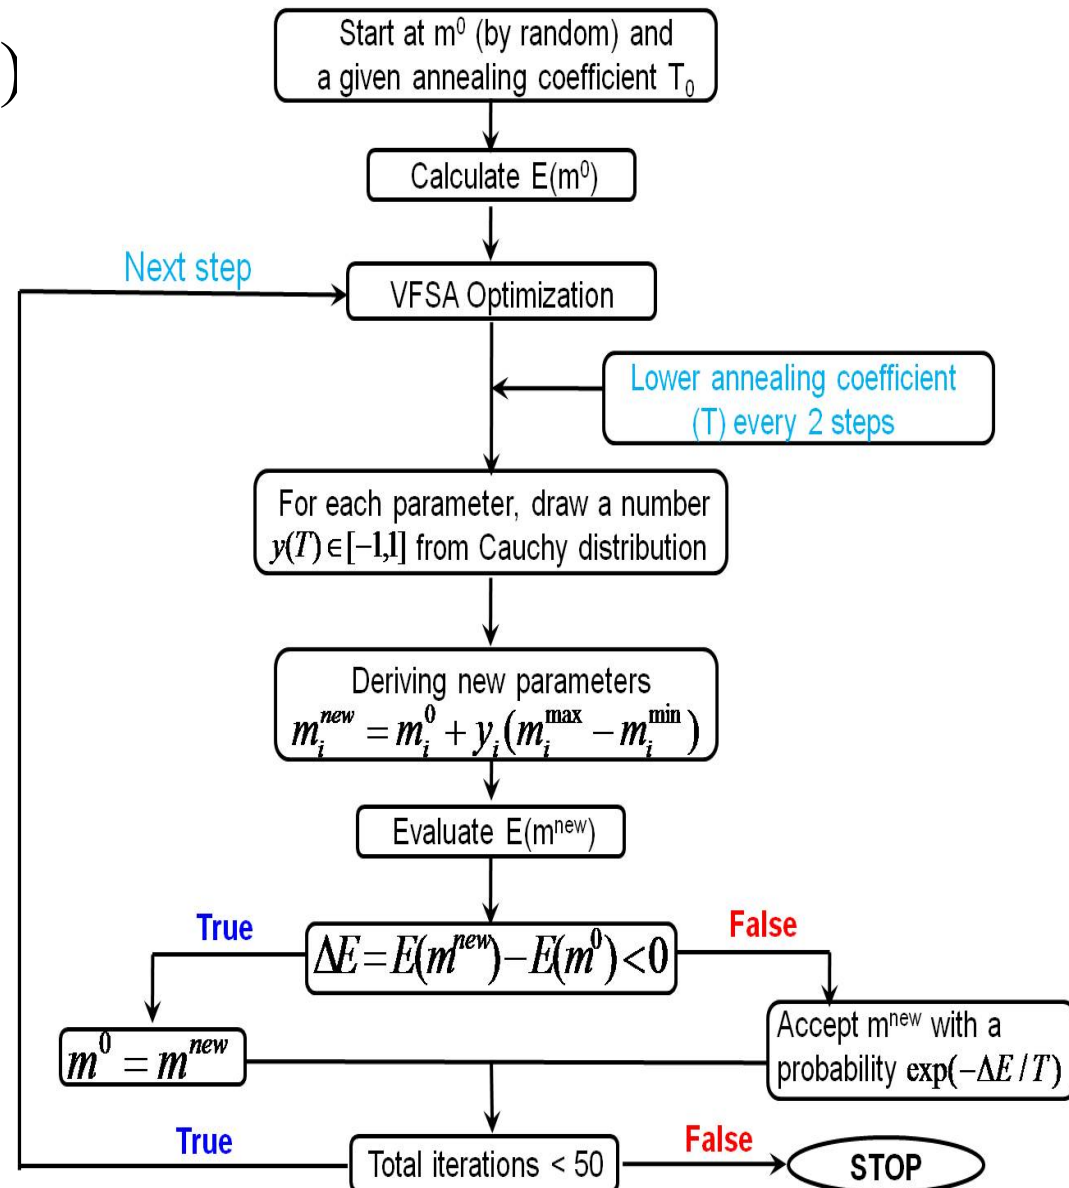 )
Start at m⁰ (by random) and
a given annealing coefficient T₀
Calculate E(m⁰)
Next step
VFSA Optimization
Lower annealing coefficient
(T) every 2 steps
For each parameter, draw a number
y(T)∈[−1,1] from Cauchy distribution
Deriving new parameters
mᵢⁿᵉʷ = mᵢ⁰ + yᵢ(mᵢᵐᵃˣ − mᵢᵐⁱⁿ)
Evaluate E(mⁿᵉʷ)
True
False
ΔE=E(mⁿᵉʷ)−E(m⁰)<0
m⁰ = mⁿᵉʷ
Accept mⁿᵉʷ with a
probability exp(−ΔE/T)
True
False
Total iterations < 50
STOP